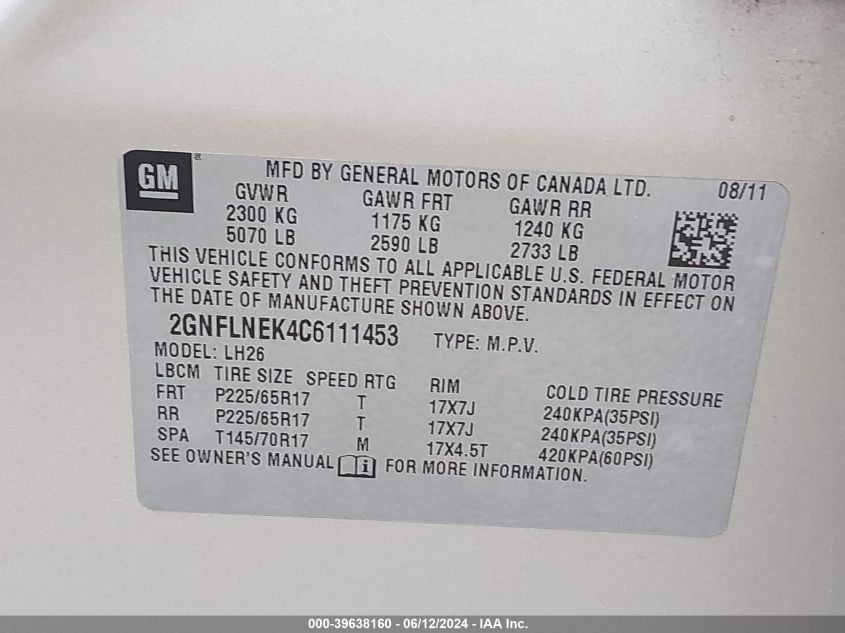 GM®
MFD BY GENERAL MOTORS OF CANADA LTD. 08/11
GVWR GAWR FRT GAWR RR
2300 KG 1175 KG 1240 KG
5070 LB 2590 LB 2733 LB
THIS VEHICLE CONFORMS TO ALL APPLICABLE U.S. FEDERAL MOTOR
VEHICLE SAFETY AND THEFT PREVENTION STANDARDS IN EFFECT ON
THE DATE OF MANUFACTURE SHOWN ABOVE.
2GNFLNEK4C6111453 TYPE: M.P.V.
MODEL: LH26
LBCM TIRE SIZE SPEED RTG RIM COLD TIRE PRESSURE
FRT P225/65R17 T 17X7J 240KPA(35PSI)
RR P225/65R17 T 17X7J 240KPA(35PSI)
SPA T145/70R17 M 17X4.5T 420KPA(60PSI)
SEE OWNER'S MANUAL i FOR MORE INFORMATION.
000-39638160 - 06/12/2024 - IAA Inc.